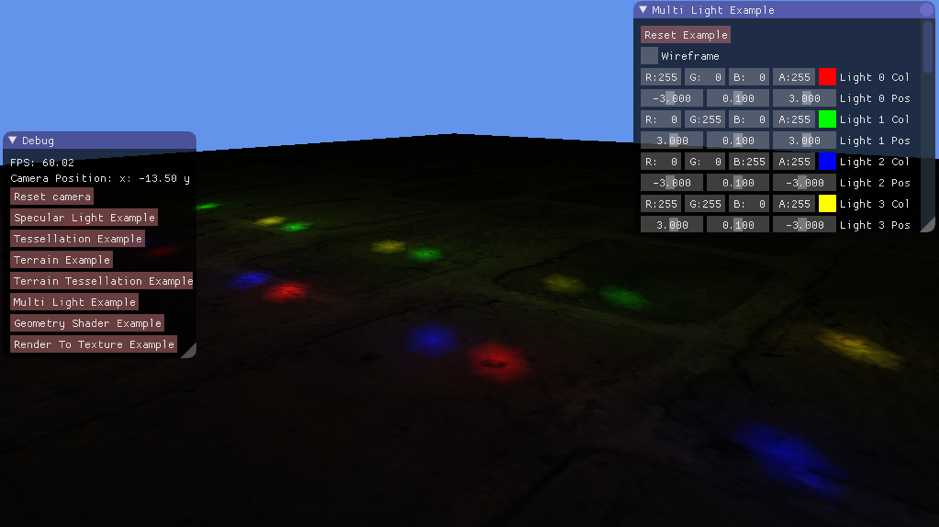 Multi Light Example
Reset Example
Wireframe
R:255 G: 0 B: 0 A:255 Light 0 Col
-3.000 0.100 3.000 Light 0 Pos
R: 0 G:255 B: 0 A:255 Light 1 Col
3.000 0.100 3.000 Light 1 Pos
R: 0 G: 0 B:255 A:255 Light 2 Col
-3.000 0.100 -3.000 Light 2 Pos
R:255 G:255 B: 0 A:255 Light 3 Col
3.000 0.100 -3.000 Light 3 Pos
Debug
FPS: 60.02
Camera Position: x: -13.50 y
Reset camera
Specular Light Example
Tessellation Example
Terrain Example
Terrain Tessellation Example
Multi Light Example
Geometry Shader Example
Render To Texture Example